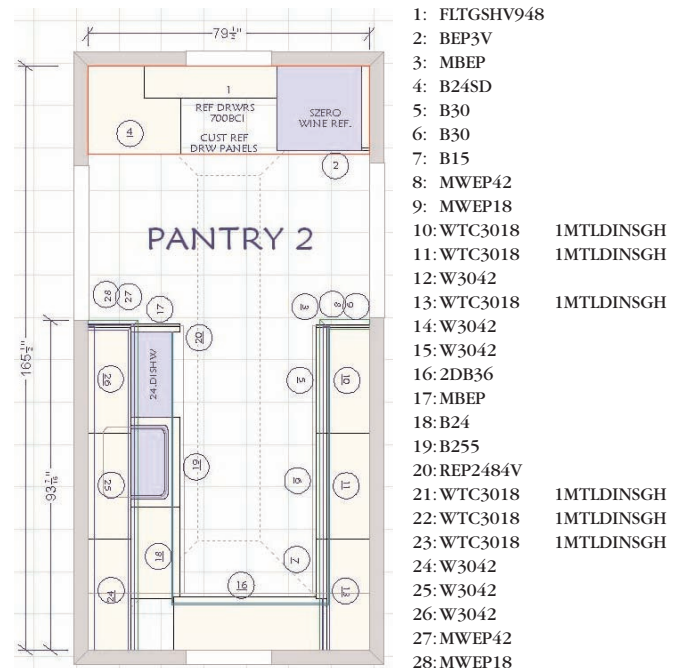 79½"
1
REF DRWRS
700BCI
CUST REF
DRW PANELS
SZERO
WINE REF.
4
2
PANTRY 2
28
27
17
3
8
9
20
165½"
93 7/16"
24.DISHW
26
5
10
25
19
6
11
18
7
24
16
13
1: FLTGSHV948
2: BEP3V
3: MBEP
4: B24SD
5: B30
6: B30
7: B15
8: MWEP42
9: MWEP18
10: WTC3018 1MTLDINSGH
11: WTC3018 1MTLDINSGH
12: W3042
13: WTC3018 1MTLDINSGH
14: W3042
15: W3042
16: 2DB36
17: MBEP
18: B24
19: B255
20: REP2484V
21: WTC3018 1MTLDINSGH
22: WTC3018 1MTLDINSGH
23: WTC3018 1MTLDINSGH
24: W3042
25: W3042
26: W3042
27: MWEP42
28: MWEP18